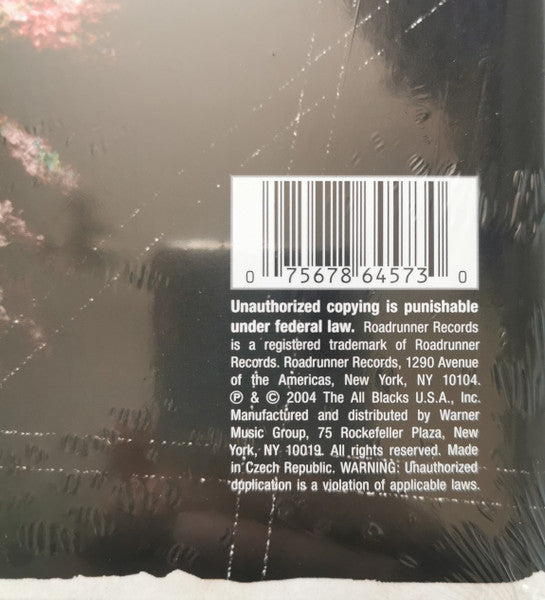 0 75678 64573 0
Unauthorized copying is punishable
under federal law. Roadrunner Records
is a registered trademark of Roadrunner
Records. Roadrunner Records, 1290 Avenue
of the Americas, New York, NY 10104.
℗ & © 2004 The All Blacks U.S.A., Inc.
Manufactured and distributed by Warner
Music Group, 75 Rockefeller Plaza, New
York, NY 10019. All rights reserved. Made
in Czech Republic. WARNING: Unauthorized
duplication is a violation of applicable laws.